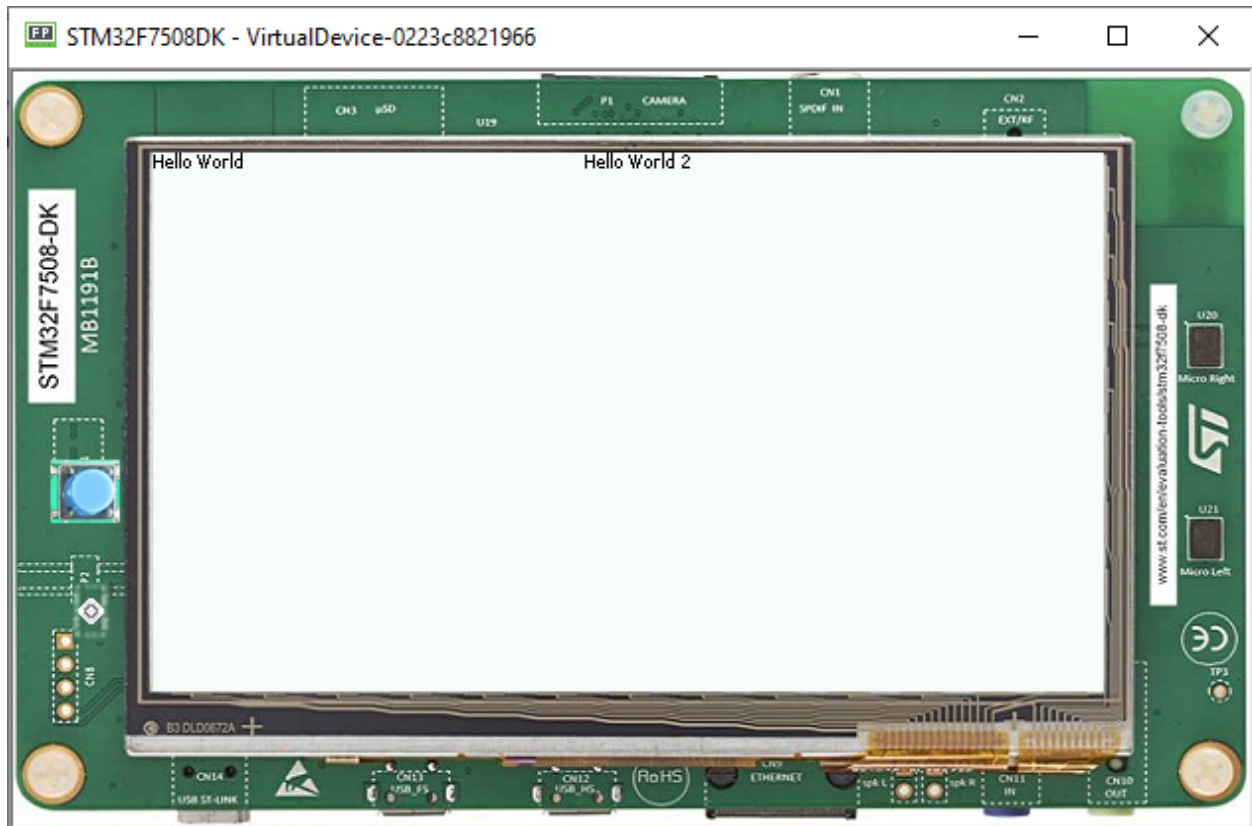 STM32F7508DK - VirtualDevice-0223c8821966
CN3 µSD
U19
P1 CAMERA
CN1
SPDIF IN
CN2
EXT/RF
Hello World
Hello World 2
STM32F7508-DK
MB1191B
www.st.com/en/evaluation-tools/stm32f7508-dk
U20
Micro Right
U21
Micro Left
P2
CN8
CE
TP3
B3 DLD0672A
CN14
USB ST-LINK
CN13
USB_FS
CN12
USB_HS
RoHS
CN9
ETHERNET
spk L
spk R
CN11
IN
CN10
OUT